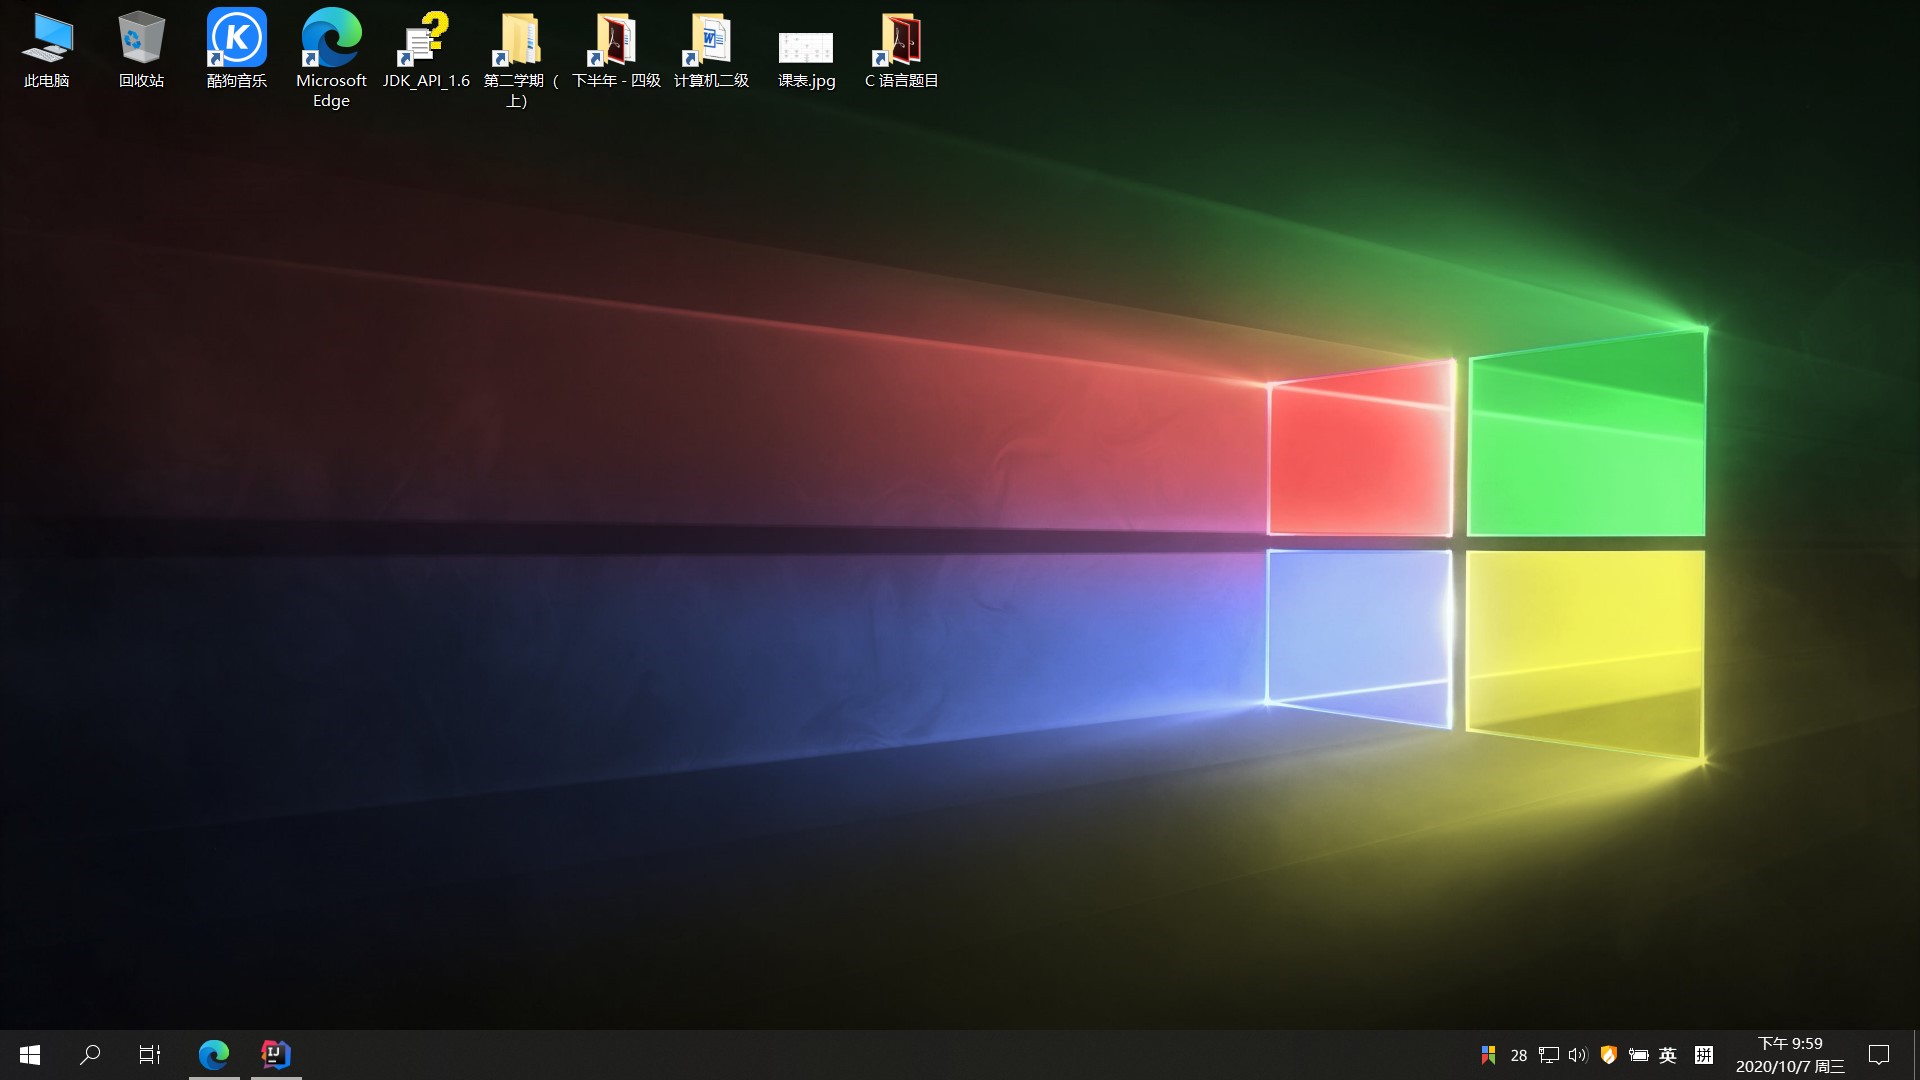 此电脑
回收站
酷狗音乐
Microsoft
Edge
JDK_API_1.6
第二学期（
上）
下半年 - 四级
计算机二级
课表.jpg
C 语言题目
28
英
拼
下午 9:59
2020/10/7 周三